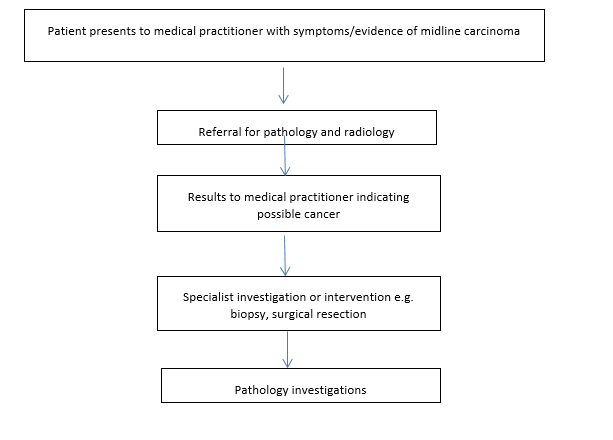 Patient presents to medical practitioner with symptoms/evidence of midline carcinoma
Referral for pathology and radiology
Results to medical practitioner indicating
possible cancer
Specialist investigation or intervention e.g.
biopsy, surgical resection
Pathology investigations